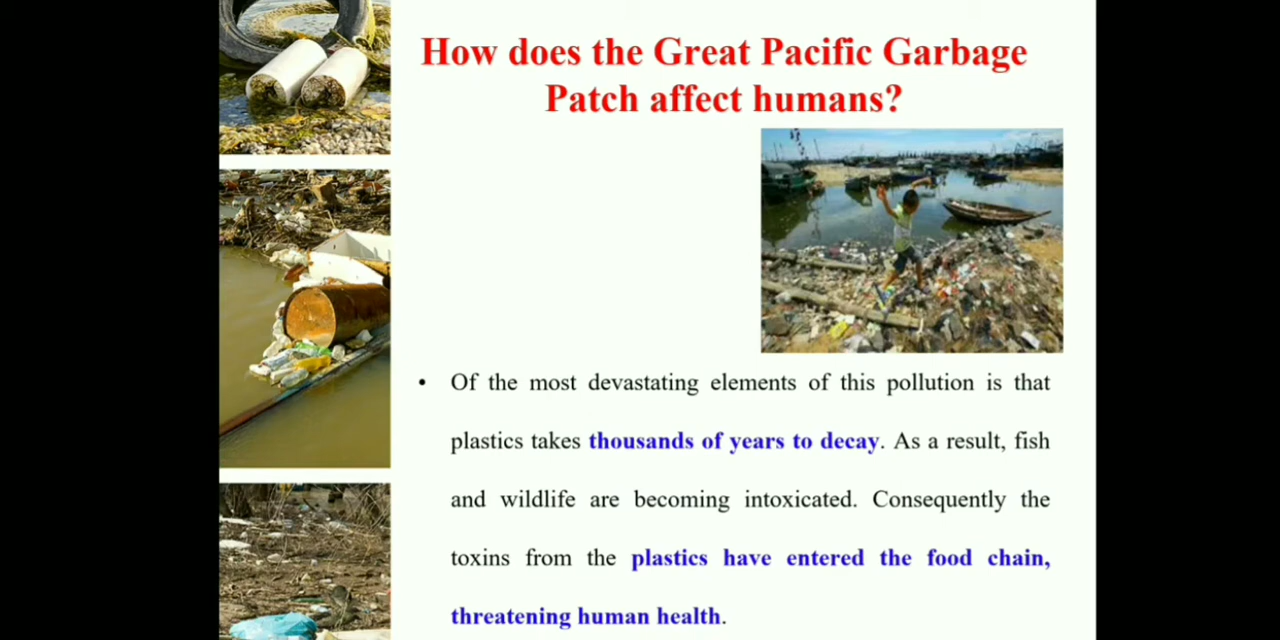 How does the Great Pacific Garbage
Patch affect humans?
• Of the most devastating elements of this pollution is that
plastics takes thousands of years to decay. As a result, fish
and wildlife are becoming intoxicated. Consequently the
toxins from the plastics have entered the food chain,
threatening human health.